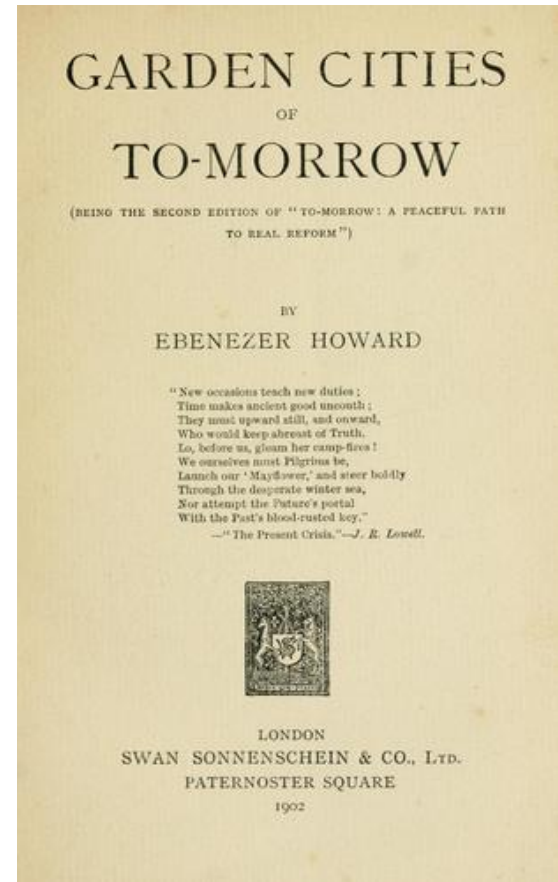 GARDEN CITIES
OF
TO-MORROW
(BEING THE SECOND EDITION OF "TO-MORROW: A PEACEFUL PATH
TO REAL REFORM")
BY
EBENEZER HOWARD
"New occasions teach new duties;
Time makes ancient good uncouth;
They must upward still, and onward,
Who would keep abreast of Truth.
Lo, before us, gleam her camp-fires!
We ourselves must Pilgrims be,
Launch our 'Mayflower,' and steer boldly
Through the desperate winter sea,
Nor attempt the Future's portal
With the Past's blood-rusted key."
—"The Present Crisis."—J. R. Lowell.
LONDON
SWAN SONNENSCHEIN & CO., LTD.
PATERNOSTER SQUARE
1902